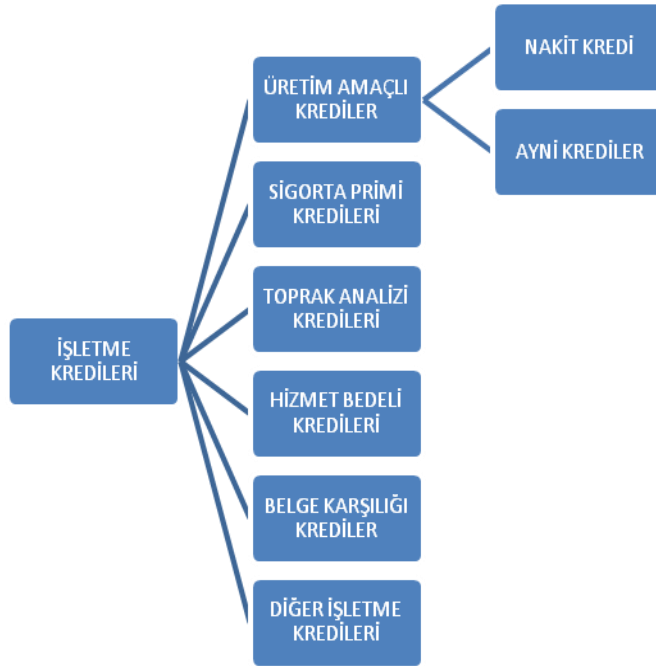 İŞLETME
KREDİLERİ
ÜRETİM AMAÇLI
KREDİLER
NAKİT KREDİ
AYNİ KREDİLER
SİGORTA PRİMİ
KREDİLERİ
TOPRAK ANALİZİ
KREDİLERİ
HİZMET BEDELİ
KREDİLERİ
BELGE KARŞILIĞI
KREDİLER
DİĞER İŞLETME
KREDİLERİ